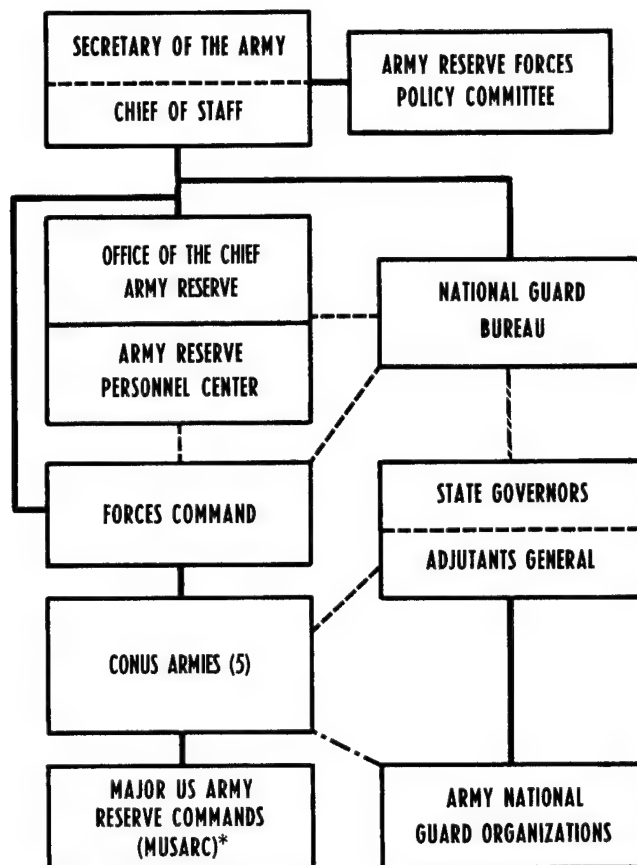 SECRETARY OF THE ARMY
CHIEF OF STAFF
ARMY RESERVE FORCES
POLICY COMMITTEE
OFFICE OF THE CHIEF
ARMY RESERVE
ARMY RESERVE
PERSONNEL CENTER
NATIONAL GUARD
BUREAU
FORCES COMMAND
STATE GOVERNORS
ADJUTANTS GENERAL
CONUS ARMIES (5)
MAJOR US ARMY
RESERVE COMMANDS
(MUSARC)*
ARMY NATIONAL
GUARD ORGANIZATIONS